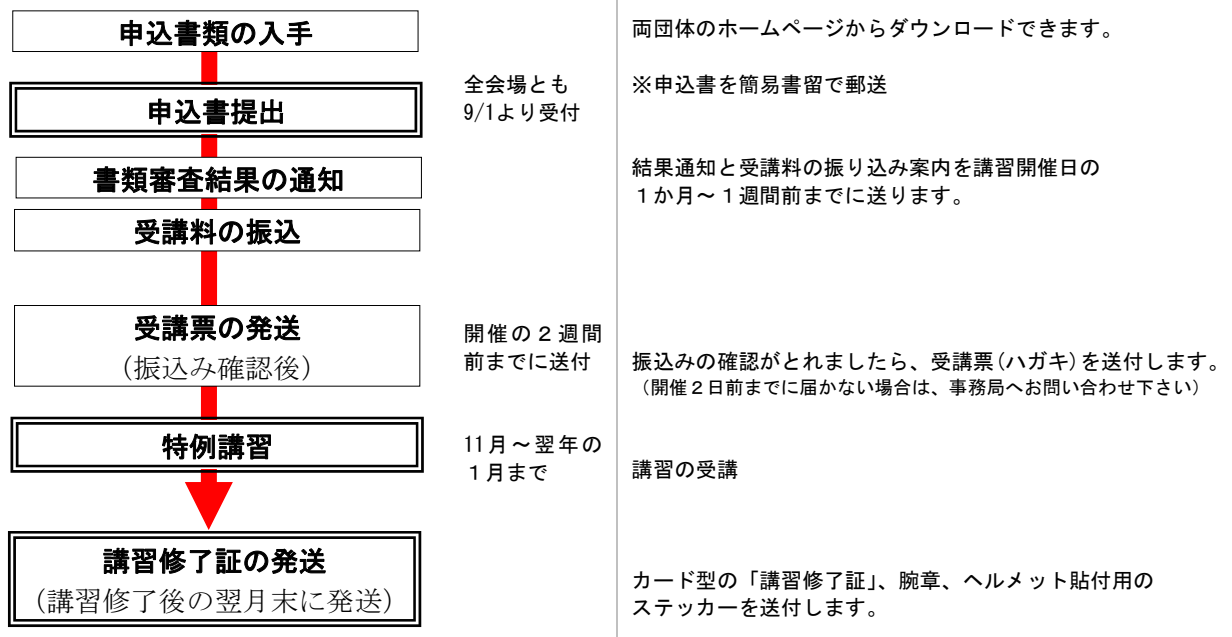 申込書類の入手
両団体のホームページからダウンロードできます。
申込書提出
全会場とも
9/1より受付
※申込書を簡易書留で郵送
書類審査結果の通知
結果通知と受講料の振り込み案内を講習開催日の
１か月～１週間前までに送ります。
受講料の振込
受講票の発送
（振込み確認後）
開催の２週間
前までに送付
振込みの確認がとれましたら、受講票(ハガキ)を送付します。
（開催２日前までに届かない場合は、事務局へお問い合わせ下さい）
特例講習
11月～翌年の
１月まで
講習の受講
講習修了証の発送
（講習修了後の翌月末に発送）
カード型の「講習修了証」、腕章、ヘルメット貼付用の
ステッカーを送付します。